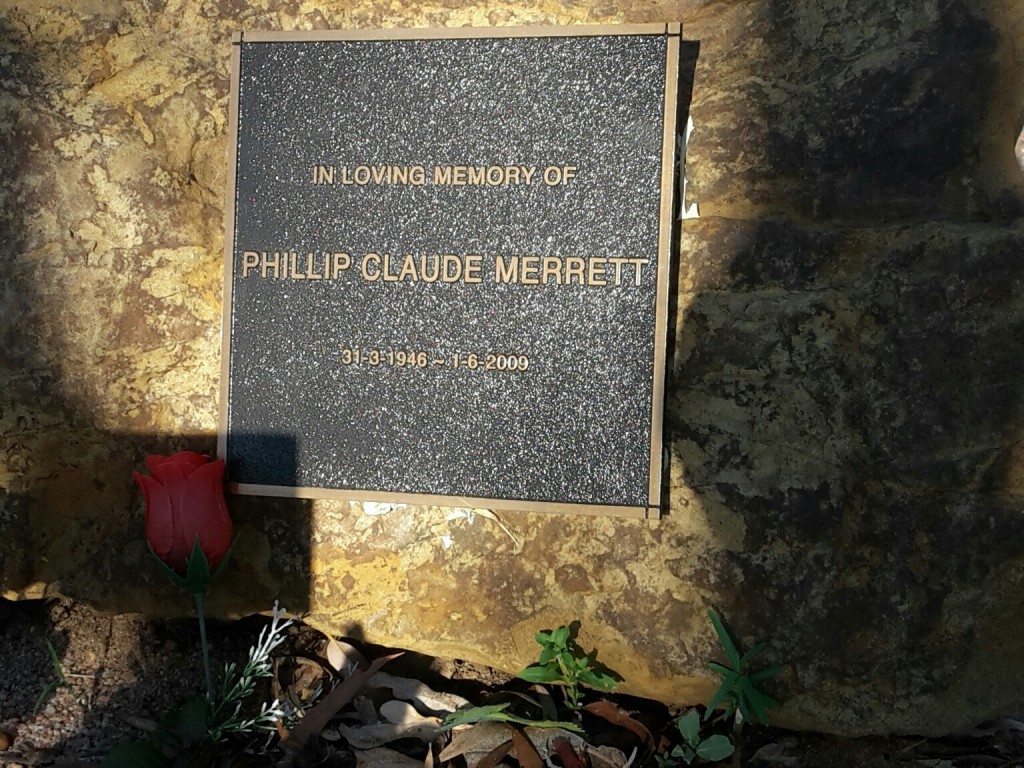 IN LOVING MEMORY OF
PHILLIP CLAUDE MERRETT
31-3-1946 ~ 1-6-2009